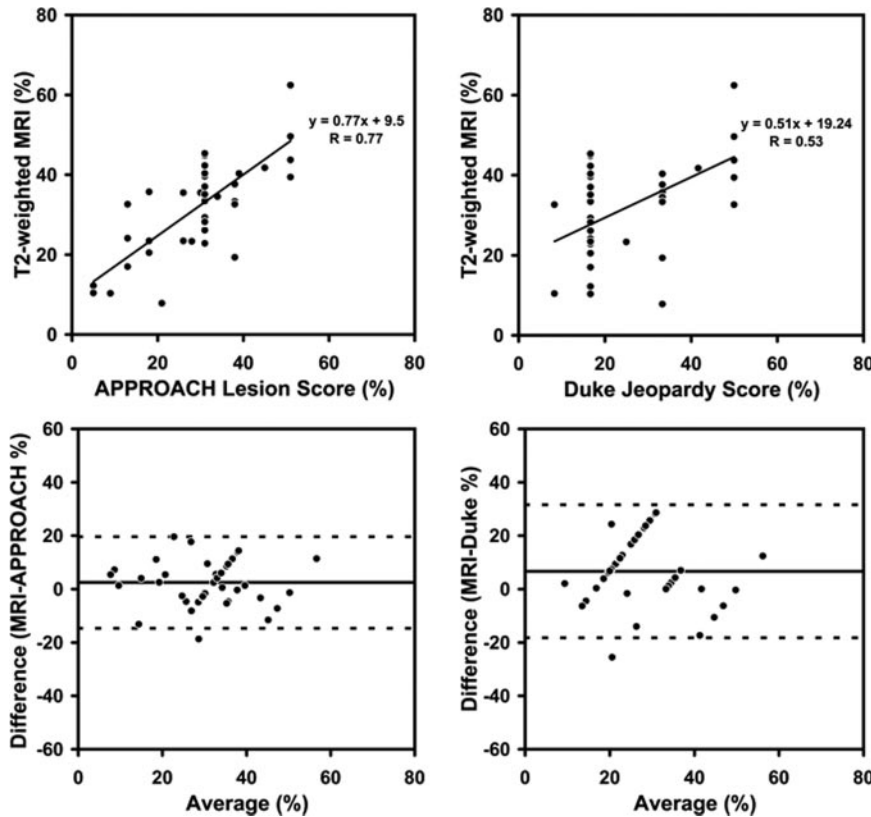 80
60
40
20
0
T2-weighted MRI (%)
y = 0.77x + 9.5
R = 0.77
0 20 40 60 80
APPROACH Lesion Score (%)
80
60
40
20
0
T2-weighted MRI (%)
y = 0.51x + 19.24
R = 0.53
0 20 40 60 80
Duke Jeopardy Score (%)
60
40
20
0
-20
-40
-60
Difference (MRI-APPROACH %)
0 20 40 60 80
Average (%)
60
40
20
0
-20
-40
-60
Difference (MRI-Duke %)
0 20 40 60 80
Average (%)